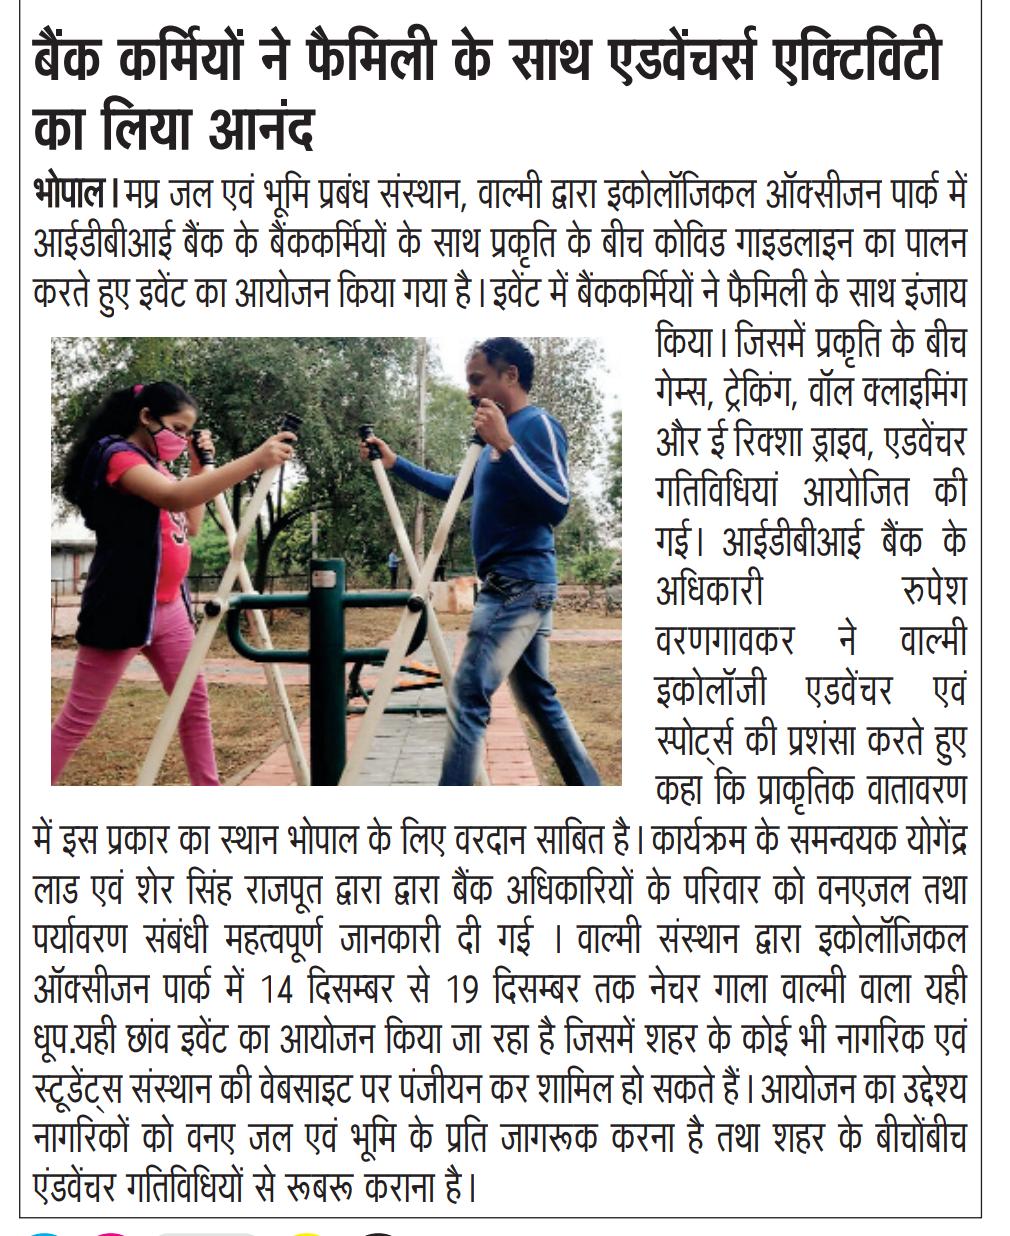 बैंक कर्मियों ने फैमिली के साथ एडवेंचर्स एक्टिविटी
का लिया आनंद
भोपाल। मप्र जल एवं भूमि प्रबंध संस्थान, वाल्मी द्वारा इकोलॉजिकल ऑक्सीजन पार्क में
आईडीबीआई बैंक के बैंककर्मियों के साथ प्रकृति के बीच कोविड गाइडलाइन का पालन
करते हुए इवेंट का आयोजन किया गया है। इवेंट में बैंककर्मियों ने फैमिली के साथ इंजाय
किया। जिसमें प्रकृति के बीच
गेम्स, ट्रेकिंग, वॉल क्लाइमिंग
और ई रिक्शा ड्राइव, एडवेंचर
गतिविधियां आयोजित की
गई। आईडीबीआई बैंक के
अधिकारी रुपेश
वरणगावकर ने वाल्मी
इकोलॉजी एडवेंचर एवं
स्पोर्ट्स की प्रशंसा करते हुए
कहा कि प्राकृतिक वातावरण
में इस प्रकार का स्थान भोपाल के लिए वरदान साबित है। कार्यक्रम के समन्वयक योगेंद्र
लाड एवं शेर सिंह राजपूत द्वारा द्वारा बैंक अधिकारियों के परिवार को वनएजल तथा
पर्यावरण संबंधी महत्वपूर्ण जानकारी दी गई । वाल्मी संस्थान द्वारा इकोलॉजिकल
ऑक्सीजन पार्क में 14 दिसम्बर से 19 दिसम्बर तक नेचर गाला वाल्मी वाला यही
धूप.यही छांव इवेंट का आयोजन किया जा रहा है जिसमें शहर के कोई भी नागरिक एवं
स्टूडेंट्स संस्थान की वेबसाइट पर पंजीयन कर शामिल हो सकते हैं। आयोजन का उद्देश्य
नागरिकों को वनए जल एवं भूमि के प्रति जागरूक करना है तथा शहर के बीचोंबीच
एंडवेंचर गतिविधियों से रूबरू कराना है।